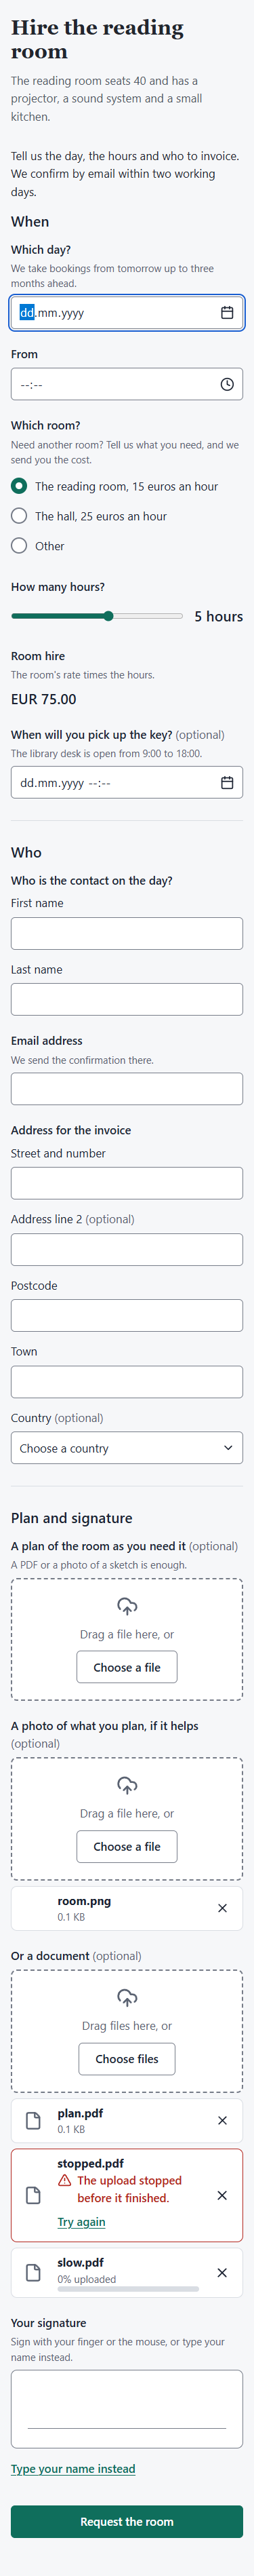 Hire the reading
room
The reading room seats 40 and has a
projector, a sound system and a small
kitchen.
Tell us the day, the hours and who to invoice.
We confirm by email within two working
days.
When
Which day?
We take bookings from tomorrow up to three
months ahead.
dd.mm.yyyy
From
--:--
Which room?
Need another room? Tell us what you need, and we
send you the cost.
The reading room, 15 euros an hour
The hall, 25 euros an hour
Other
How many hours?
5 hours
Room hire
The room's rate times the hours.
EUR 75.00
When will you pick up the key? (optional)
The library desk is open from 9:00 to 18:00.
dd.mm.yyyy --:--
Who
Who is the contact on the day?
First name
Last name
Email address
We send the confirmation there.
Address for the invoice
Street and number
Address line 2 (optional)
Postcode
Town
Country (optional)
Choose a country
Plan and signature
A plan of the room as you need it (optional)
A PDF or a photo of a sketch is enough.
Drag a file here, or
Choose a file
A photo of what you plan, if it helps
(optional)
Drag a file here, or
Choose a file
room.png
0.1 KB
Or a document (optional)
Drag files here, or
Choose files
plan.pdf
0.1 KB
stopped.pdf
The upload stopped
before it finished.
Try again
slow.pdf
0% uploaded
Your signature
Sign with your finger or the mouse, or type your
name instead.
Type your name instead
Request the room